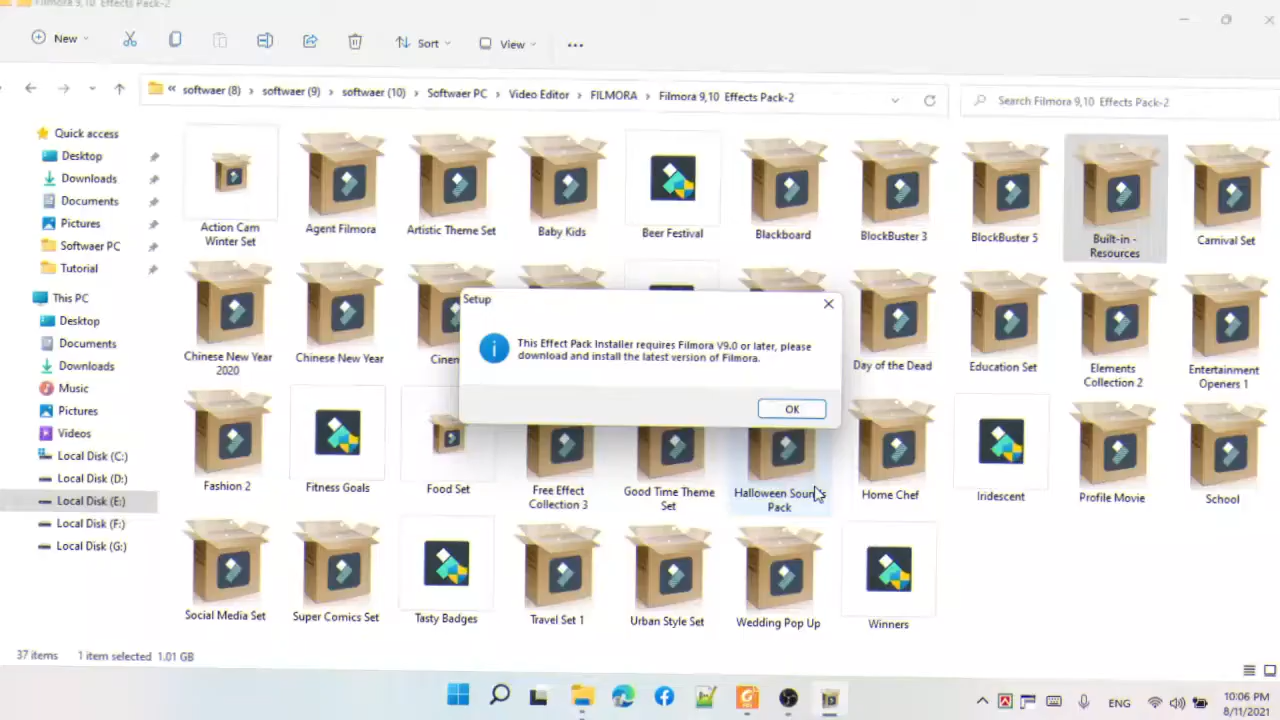 Filmora 9,10 Effects Pack-2
New
Sort
View
« softwaer (8) › softwaer (9) › softwaer (10) › Softwaer PC › Video Editor › FILMORA › Filmora 9,10 Effects Pack-2
Search Filmora 9,10 Effects Pack-2
Quick access
Desktop
Downloads
Documents
Pictures
Softwaer PC
Tutorial
This PC
Desktop
Documents
Downloads
Music
Pictures
Videos
Local Disk (C:)
Local Disk (D:)
Local Disk (E:)
Local Disk (F:)
Local Disk (G:)
Action Cam
Winter Set
Agent Filmora
Artistic Theme Set
Baby Kids
Beer Festival
Blackboard
BlockBuster 3
BlockBuster 5
Built-in -
Resources
Carnival Set
Chinese New Year
2020
Chinese New Year
Cinem
Day of the Dead
Education Set
Elements
Collection 2
Entertainment
Openers 1
Setup
This Effect Pack Installer requires Filmora V9.0 or later, please
download and install the latest version of Filmora.
OK
Fashion 2
Fitness Goals
Food Set
Free Effect
Collection 3
Good Time Theme
Set
Halloween Sounds
Pack
Home Chef
Iridescent
Profile Movie
School
Social Media Set
Super Comics Set
Tasty Badges
Travel Set 1
Urban Style Set
Wedding Pop Up
Winners
37 items
1 item selected 1.01 GB
ENG
10:06 PM
8/11/2021